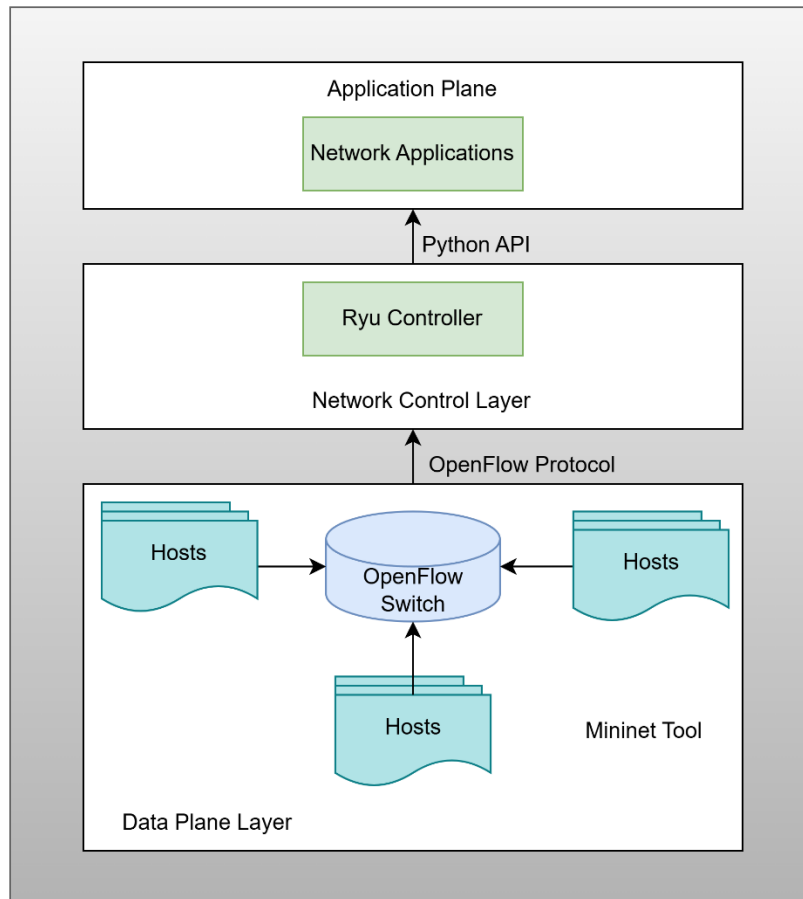 Application Plane
Network Applications
Python API
Ryu Controller
Network Control Layer
OpenFlow Protocol
Hosts
OpenFlow
Switch
Hosts
Hosts
Mininet Tool
Data Plane Layer